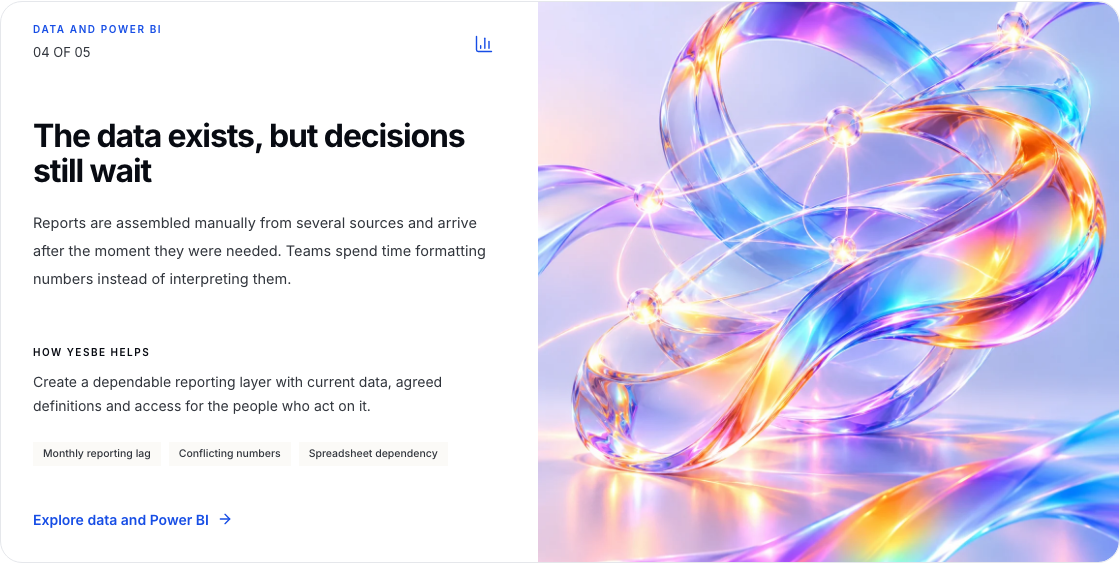 DATA AND POWER BI
04 OF 05
The data exists, but decisions
still wait
Reports are assembled manually from several sources and arrive
after the moment they were needed. Teams spend time formatting
numbers instead of interpreting them.
HOW YESBE HELPS
Create a dependable reporting layer with current data, agreed
definitions and access for the people who act on it.
Monthly reporting lag
Conflicting numbers
Spreadsheet dependency
Explore data and Power BI →